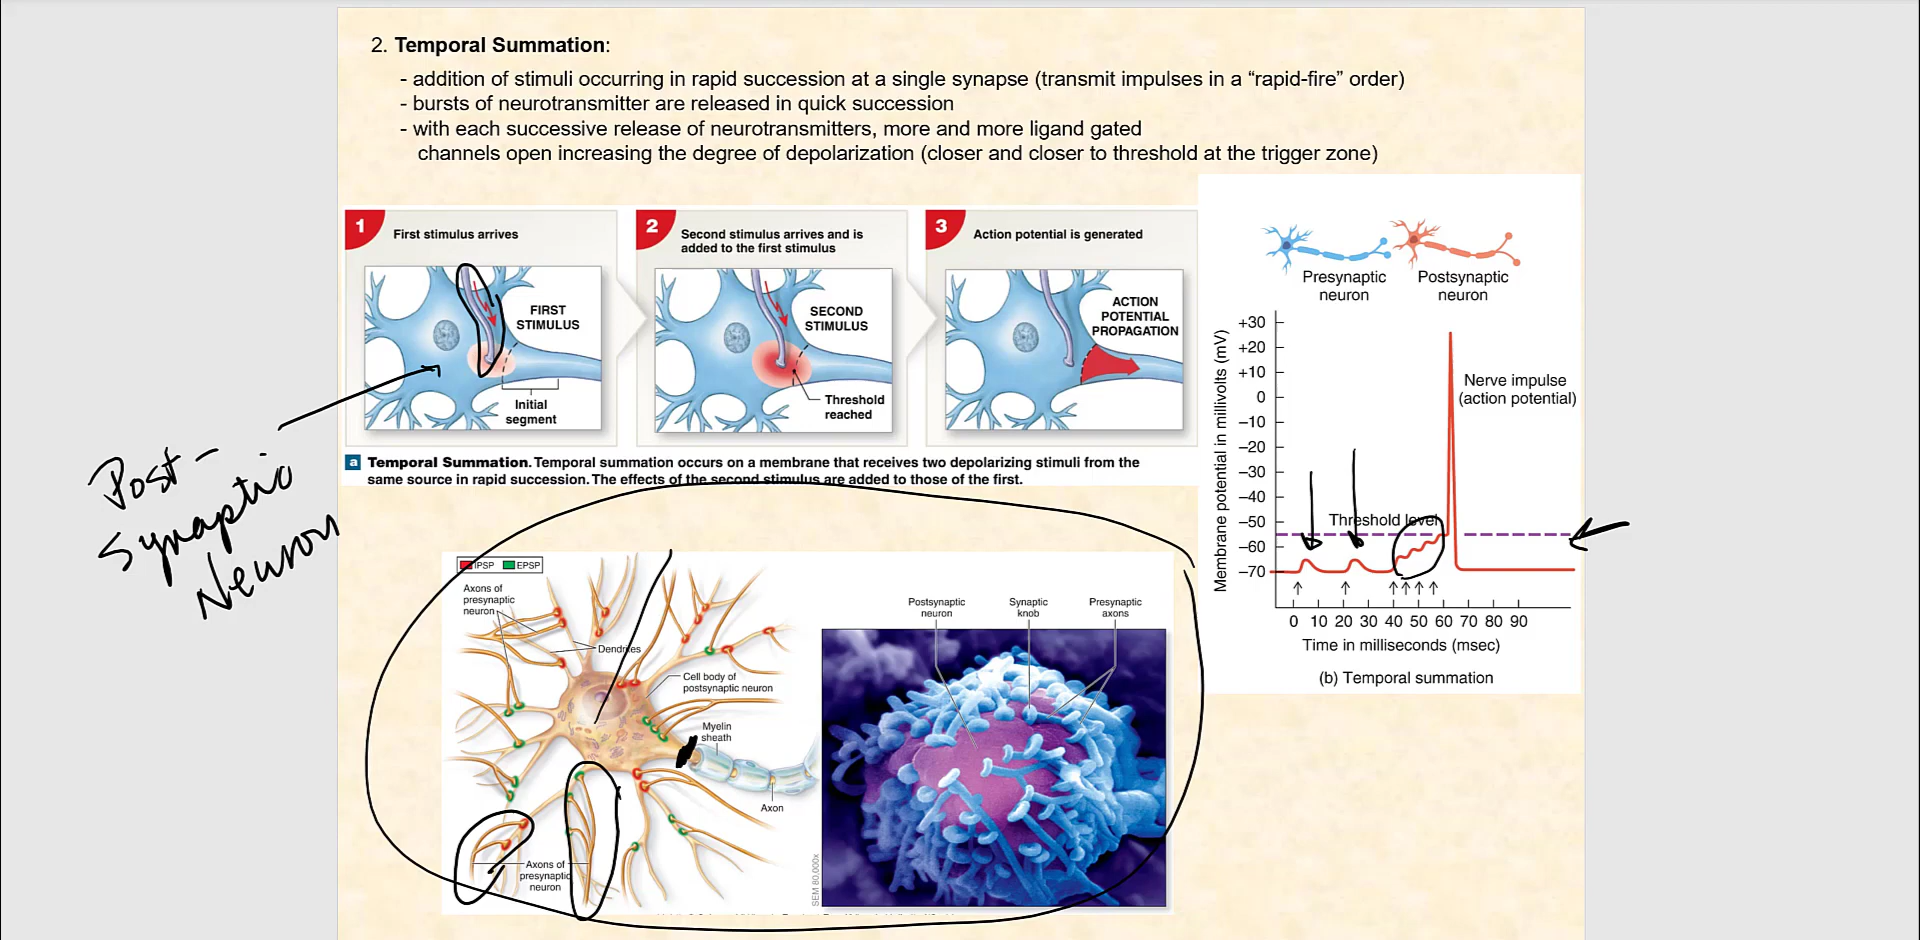 2. Temporal Summation:
- addition of stimuli occurring in rapid succession at a single synapse (transmit impulses in a “rapid-fire” order)
- bursts of neurotransmitter are released in quick succession
- with each successive release of neurotransmitters, more and more ligand gated
channels open increasing the degree of depolarization (closer and closer to threshold at the trigger zone)
1
First stimulus arrives
FIRST
STIMULUS
Initial
segment
2
Second stimulus arrives and is
added to the first stimulus
SECOND
STIMULUS
Threshold
reached
3
Action potential is generated
ACTION
POTENTIAL
PROPAGATION
a Temporal Summation. Temporal summation occurs on a membrane that receives two depolarizing stimuli from the
same source in rapid succession. The effects of the second stimulus are added to those of the first.
Post-
Synaptic
Neuron
Presynaptic
neuron
Postsynaptic
neuron
Membrane potential in millivolts (mV)
+30
+20
+10
0
–10
–20
–30
–40
–50
–60
–70
Nerve impulse
(action potential)
Threshold level
0 10 20 30 40 50 60 70 80 90
Time in milliseconds (msec)
(b) Temporal summation
IPSP EPSP
Axons of
presynaptic
neuron
Dendrites
Cell body of
postsynaptic neuron
Myelin
sheath
Axon
Axons of
presynaptic
neuron
Postsynaptic
neuron
Synaptic
knob
Presynaptic
axons
SEM 80,000x